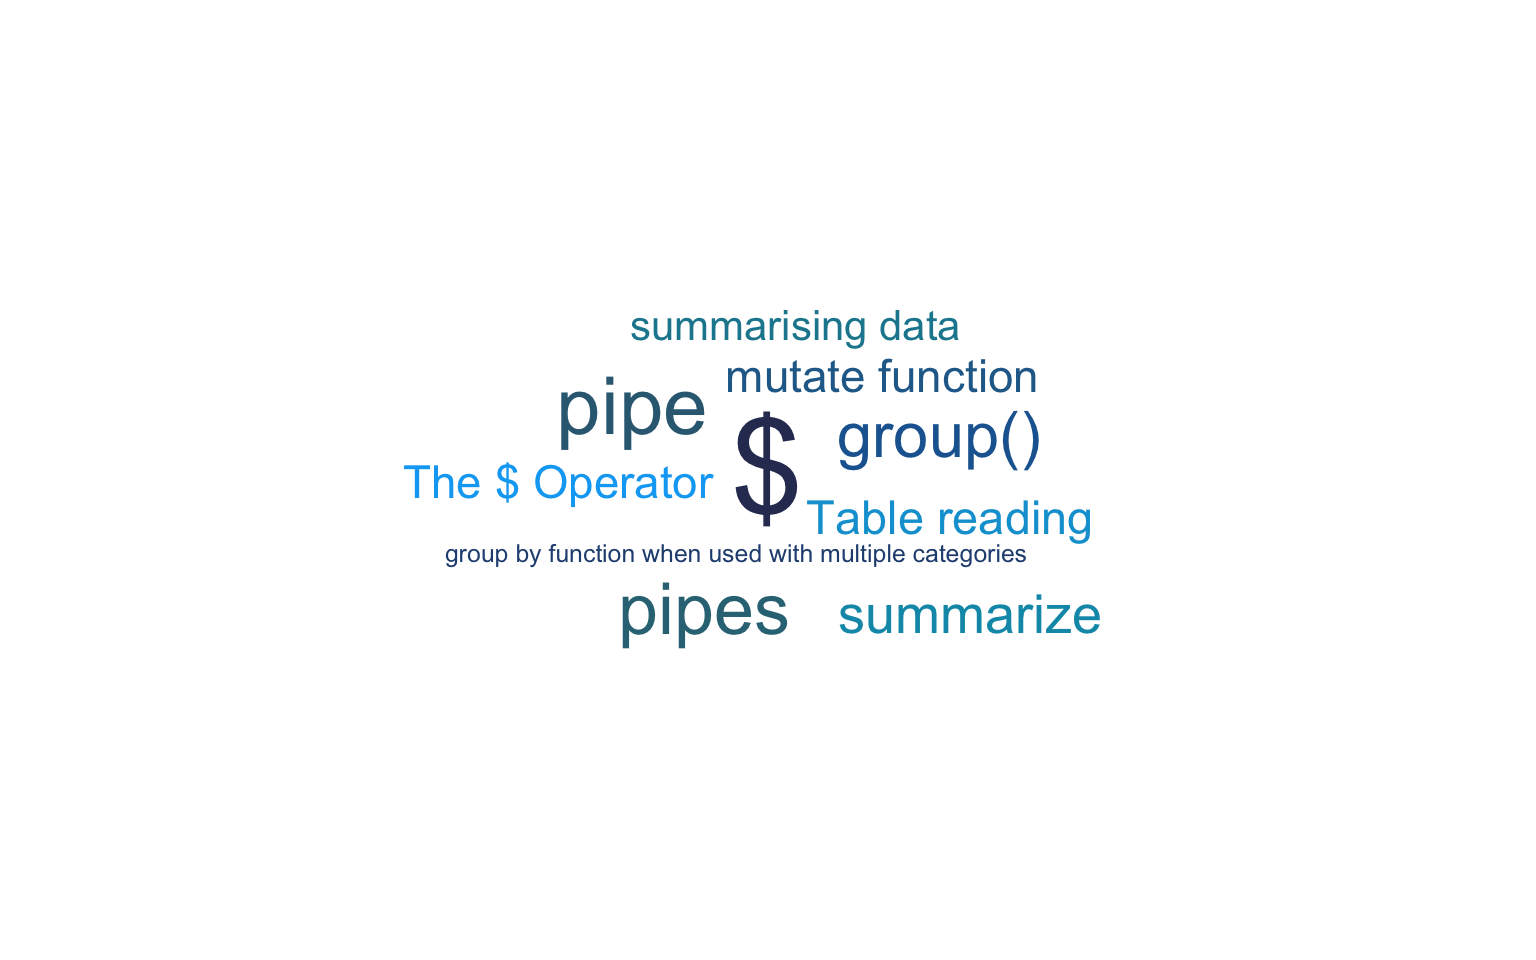 summarising data
mutate function
pipe
$
group()
The $ Operator
Table reading
group by function when used with multiple categories
pipes
summarize